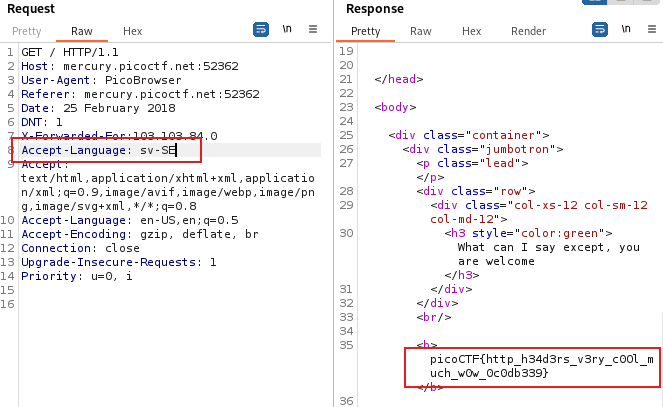 Request
Pretty Raw Hex \n
1 GET / HTTP/1.1
2 Host: mercury.picoctf.net:52362
3 User-Agent: PicoBrowser
4 Referer: mercury.picoctf.net:52362
5 Date: 25 February 2018
6 DNT: 1
7 X-Forwarded-For:103.103.84.0
8 Accept-Language: sv-SE
9 Accept:
text/html,application/xhtml+xml,applicatio
n/xml;q=0.9,image/avif,image/webp,image/pn
g,image/svg+xml,*/*;q=0.8
10 Accept-Language: en-US,en;q=0.5
11 Accept-Encoding: gzip, deflate, br
12 Connection: close
13 Upgrade-Insecure-Requests: 1
14 Priority: u=0, i
15
16
Response
Pretty Raw Hex Render \n
19
20
21 </head>
22
23 <body>
24
25 <div class="container">
26 <div class="jumbotron">
27 <p class="lead">
</p>
28 <div class="row">
29 <div class="col-xs-12 col-sm-12
col-md-12">
30 <h3 style="color:green">
What can I say except, you
are welcome
</h3>
31 </div>
32 </div>
33 <br/>
34
35 <b>
picoCTF{http_h34d3rs_v3ry_c00l_m
uch_w0w_0c0db339}
</b>
36